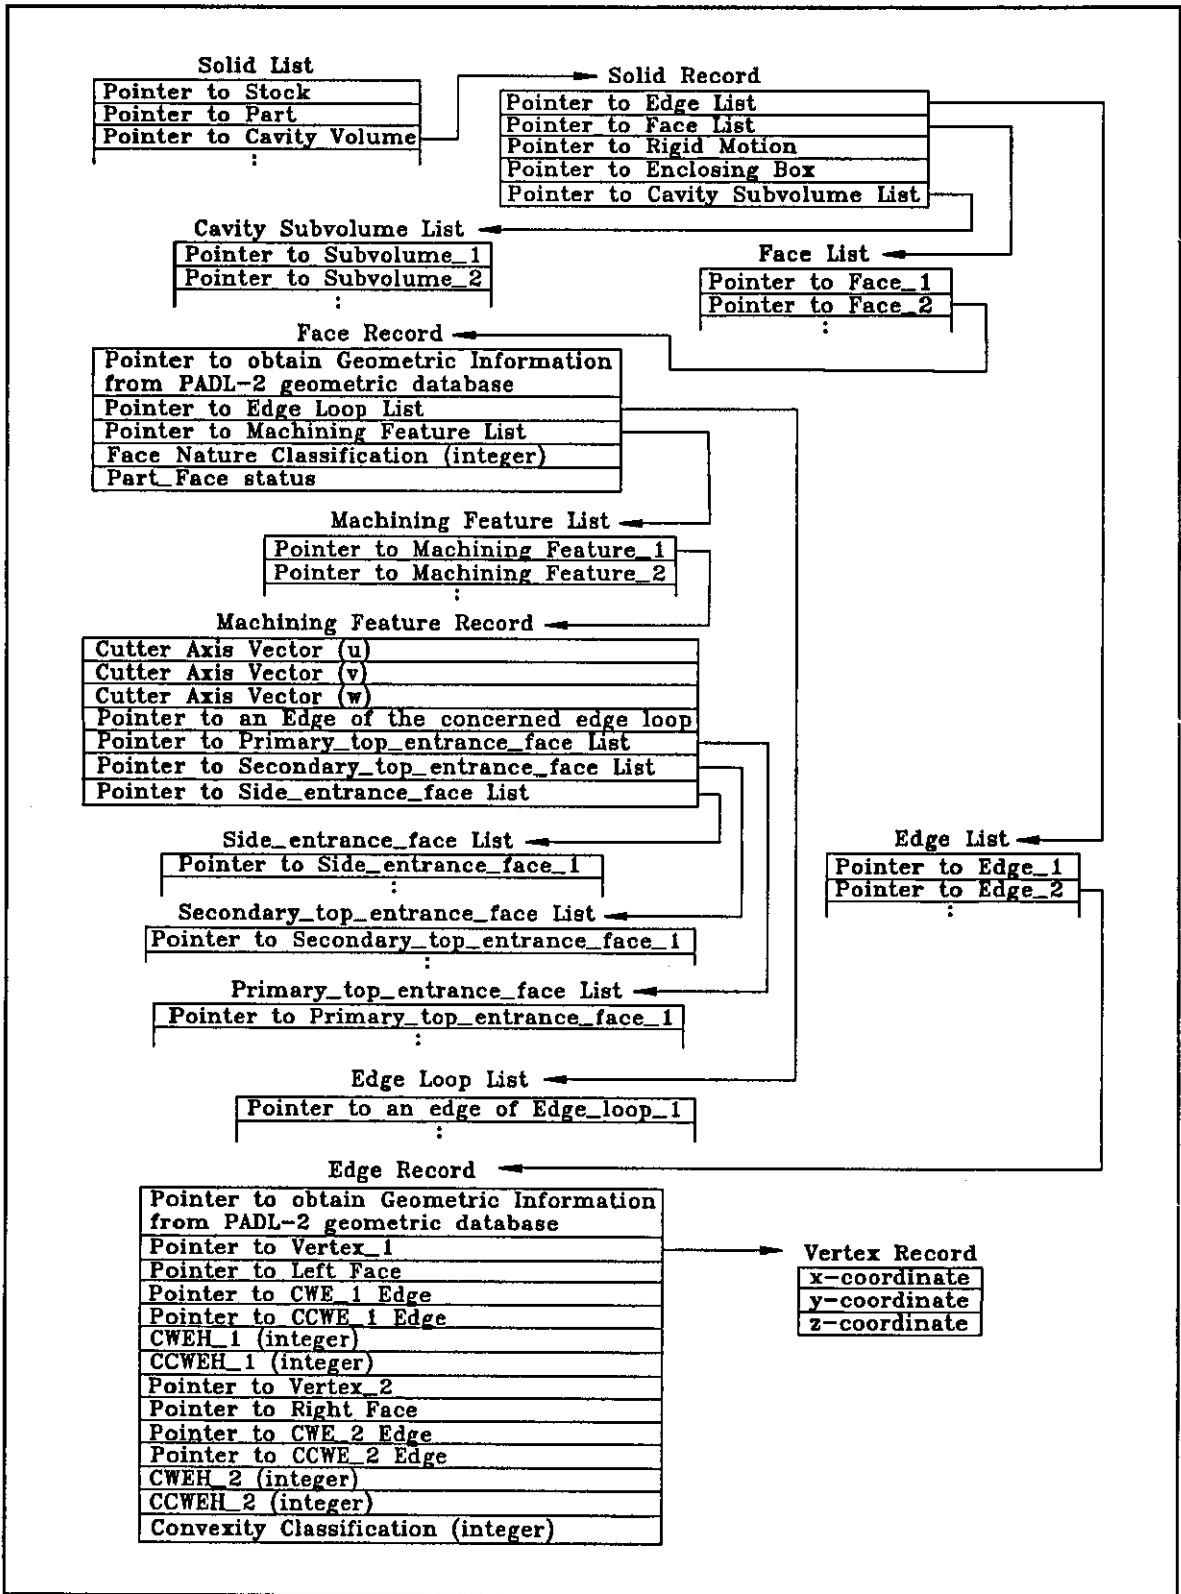 Solid List
Pointer to Stock
Pointer to Part
Pointer to Cavity Volume
:
Solid Record
Pointer to Edge List
Pointer to Face List
Pointer to Rigid Motion
Pointer to Enclosing Box
Pointer to Cavity Subvolume List
Cavity Subvolume List
Pointer to Subvolume_1
Pointer to Subvolume_2
:
Face List
Pointer to Face_1
Pointer to Face_2
:
Face Record
Pointer to obtain Geometric Information
from PADL-2 geometric database
Pointer to Edge Loop List
Pointer to Machining Feature List
Face Nature Classification (integer)
Part_Face status
Machining Feature List
Pointer to Machining Feature_1
Pointer to Machining Feature_2
:
Machining Feature Record
Cutter Axis Vector (u)
Cutter Axis Vector (v)
Cutter Axis Vector (w)
Pointer to an Edge of the concerned edge loop
Pointer to Primary_top_entrance_face List
Pointer to Secondary_top_entrance_face List
Pointer to Side_entrance_face List
Side_entrance_face List
Pointer to Side_entrance_face_1
:
Edge List
Pointer to Edge_1
Pointer to Edge_2
:
Secondary_top_entrance_face List
Pointer to Secondary_top_entrance_face_1
:
Primary_top_entrance_face List
Pointer to Primary_top_entrance_face_1
:
Edge Loop List
Pointer to an edge of Edge_loop_1
:
Edge Record
Pointer to obtain Geometric Information
from PADL-2 geometric database
Pointer to Vertex_1
Pointer to Left Face
Pointer to CWE_1 Edge
Pointer to CCWE_1 Edge
CWEH_1 (integer)
CCWEH_1 (integer)
Pointer to Vertex_2
Pointer to Right Face
Pointer to CWE_2 Edge
Pointer to CCWE_2 Edge
CWEH_2 (integer)
CCWEH_2 (integer)
Convexity Classification (integer)
Vertex Record
x-coordinate
y-coordinate
z-coordinate